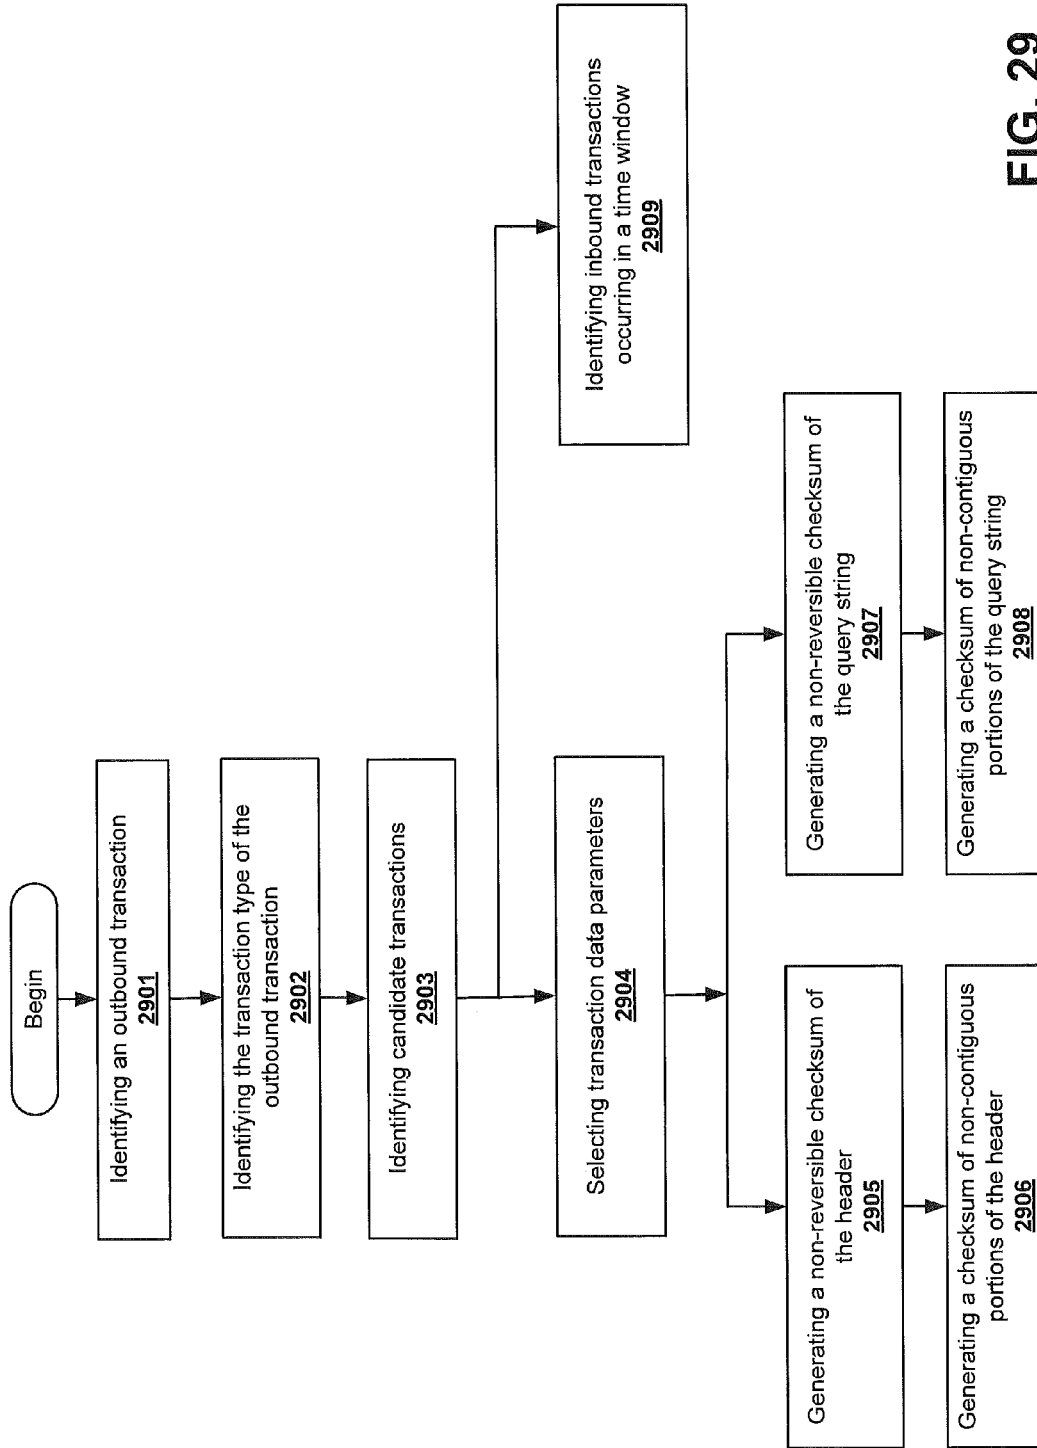 Begin
Identifying an outbound transaction
2901
Identifying the transaction type of the
outbound transaction
2902
Identifying candidate transactions
2903
Selecting transaction data parameters
2904
Identifying inbound transactions
occurring in a time window
2909
Generating a non-reversible checksum of
the header
2905
Generating a checksum of non-contiguous
portions of the header
2906
Generating a non-reversible checksum of
the query string
2907
Generating a checksum of non-contiguous
portions of the query string
2908
FIG. 29